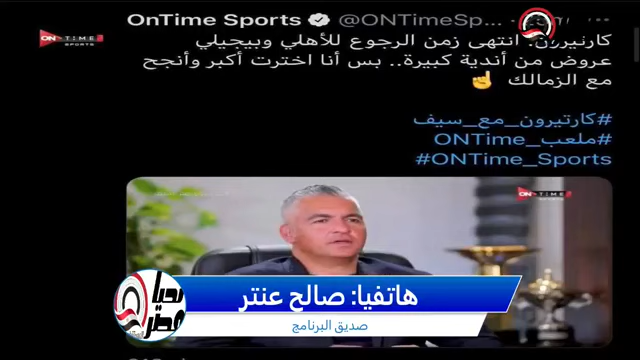 OnTime Sports @ONTimeSp...
كارتيرون: انتهى زمن الرجوع للأهلي وبيجيلي
عروض من أندية كبيرة.. بس أنا اخترت أكبر وأنجح
مع الزمالك ☝
#كارتيرون_مع_سيف
#ملعب_ONTime
#ONTime_Sports
ON TIME SPORTS
ON TIME
هاتفيا: صالح عنتر
صديق البرنامج
تحيا مصر